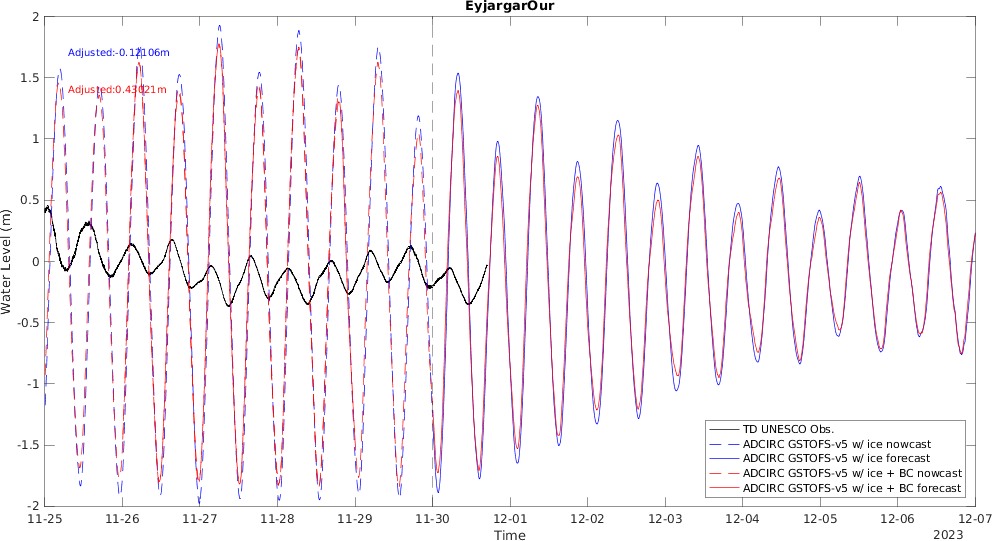 EyjargarOur
2
1.5
1
0.5
0
-0.5
-1
-1.5
-2
Water Level (m)
Adjusted:-0.12106m
Adjusted:0.43021m
TD UNESCO Obs.
ADCIRC GSTOFS-v5 w/ ice nowcast
ADCIRC GSTOFS-v5 w/ ice forecast
ADCIRC GSTOFS-v5 w/ ice + BC nowcast
ADCIRC GSTOFS-v5 w/ ice + BC forecast
11-25 11-26 11-27 11-28 11-29 11-30 12-01 12-02 12-03 12-04 12-05 12-06 12-07
Time
2023